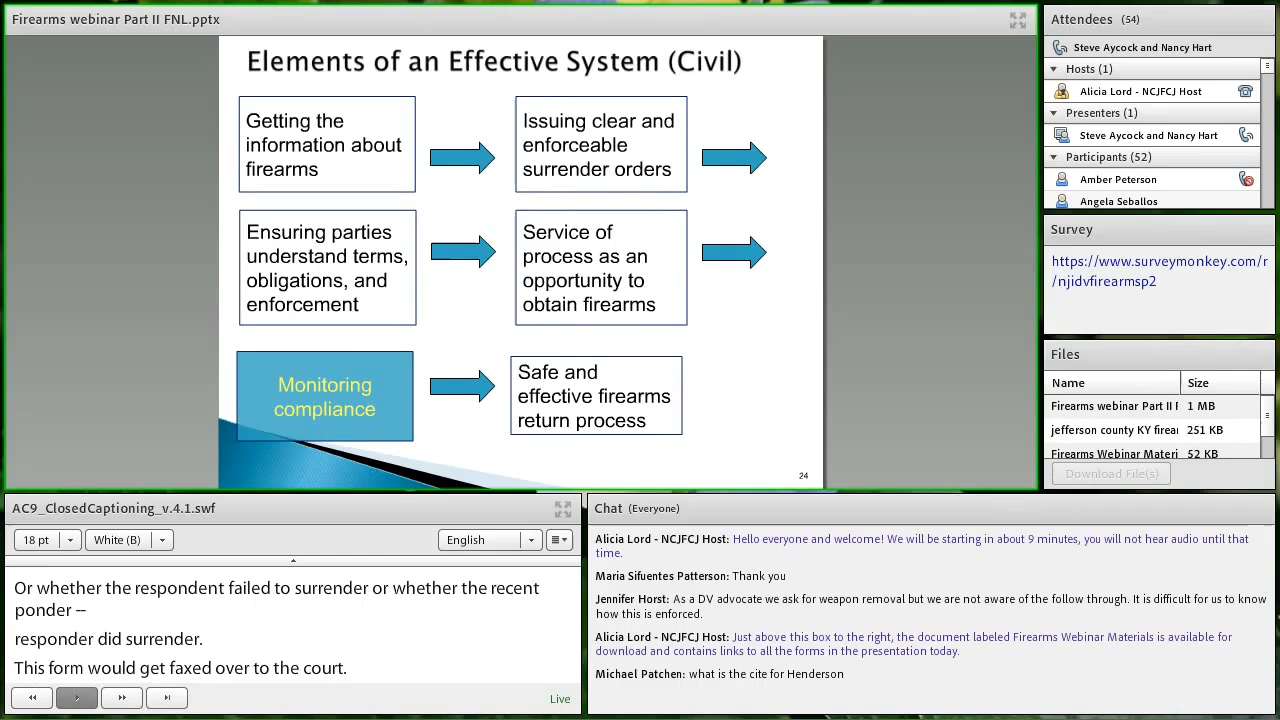 Firearms webinar Part II FNL.pptx
Elements of an Effective System (Civil)
Getting the
information about
firearms
Issuing clear and
enforceable
surrender orders
Ensuring parties
understand terms,
obligations, and
enforcement
Service of
process as an
opportunity to
obtain firearms
Monitoring
compliance
Safe and
effective firearms
return process
24
Attendees (54)
Steve Aycock and Nancy Hart
Hosts (1)
Alicia Lord - NCJFCJ Host
Presenters (1)
Steve Aycock and Nancy Hart
Participants (52)
Amber Peterson
Angela Seballos
Survey
https://www.surveymonkey.com/r
/njidvfirearmsp2
Files
Name Size
Firearms webinar Part II F 1 MB
jefferson county KY firear 251 KB
Firearms Webinar Materi 52 KB
Download File(s)
AC9_ClosedCaptioning_v.4.1.swf
18 pt White (B) English
Or whether the respondent failed to surrender or whether the recent
ponder --
responder did surrender.
This form would get faxed over to the court.
Live
Chat (Everyone)
Alicia Lord - NCJFCJ Host: Hello everyone and welcome! We will be starting in about 9 minutes, you will not hear audio until that
time.
Maria Sifuentes Patterson: Thank you
Jennifer Horst: As a DV advocate we ask for weapon removal but we are not aware of the follow through. It is difficult for us to know
how this is enforced.
Alicia Lord - NCJFCJ Host: Just above this box to the right, the document labeled Firearms Webinar Materials is available for
download and contains links to all the forms in the presentation today.
Michael Patchen: what is the cite for Henderson